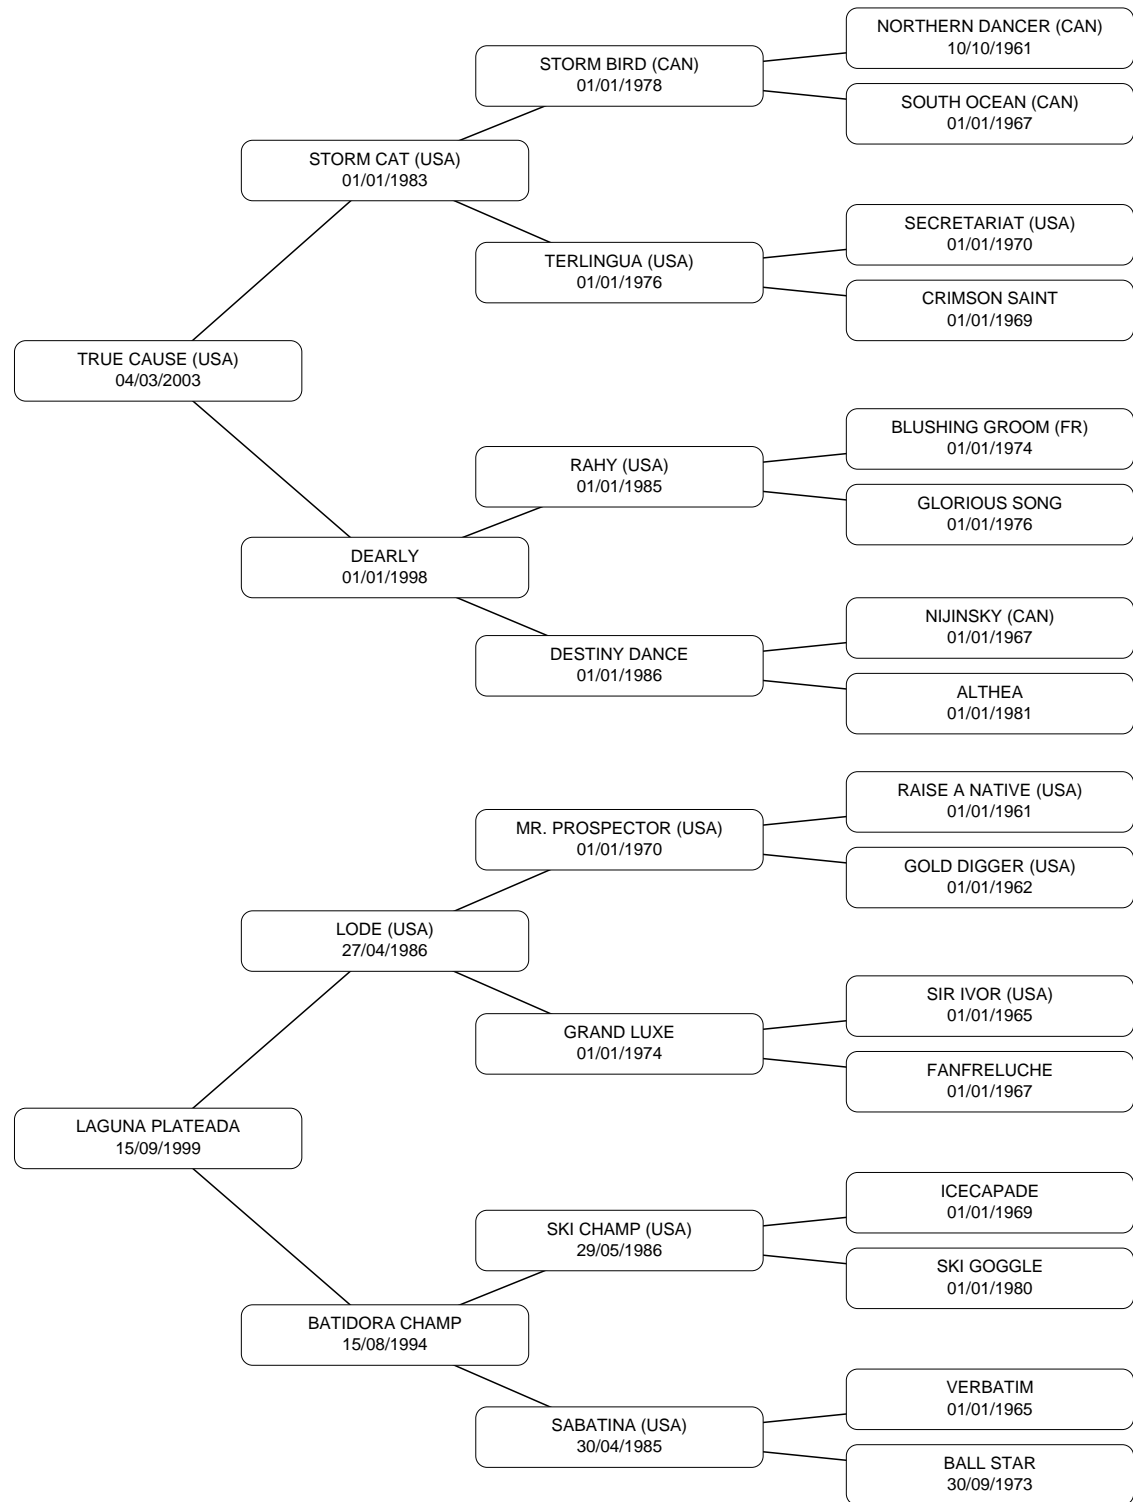 NORTHERN DANCER (CAN)
10/10/1961
STORM BIRD (CAN)
01/01/1978
SOUTH OCEAN (CAN)
01/01/1967
STORM CAT (USA)
01/01/1983
SECRETARIAT (USA)
01/01/1970
TERLINGUA (USA)
01/01/1976
CRIMSON SAINT
01/01/1969
TRUE CAUSE (USA)
04/03/2003
BLUSHING GROOM (FR)
01/01/1974
RAHY (USA)
01/01/1985
GLORIOUS SONG
01/01/1976
DEARLY
01/01/1998
NIJINSKY (CAN)
01/01/1967
DESTINY DANCE
01/01/1986
ALTHEA
01/01/1981
RAISE A NATIVE (USA)
01/01/1961
MR. PROSPECTOR (USA)
01/01/1970
GOLD DIGGER (USA)
01/01/1962
LODE (USA)
27/04/1986
SIR IVOR (USA)
01/01/1965
GRAND LUXE
01/01/1974
FANFRELUCHE
01/01/1967
LAGUNA PLATEADA
15/09/1999
ICECAPADE
01/01/1969
SKI CHAMP (USA)
29/05/1986
SKI GOGGLE
01/01/1980
BATIDORA CHAMP
15/08/1994
VERBATIM
01/01/1965
SABATINA (USA)
30/04/1985
BALL STAR
30/09/1973